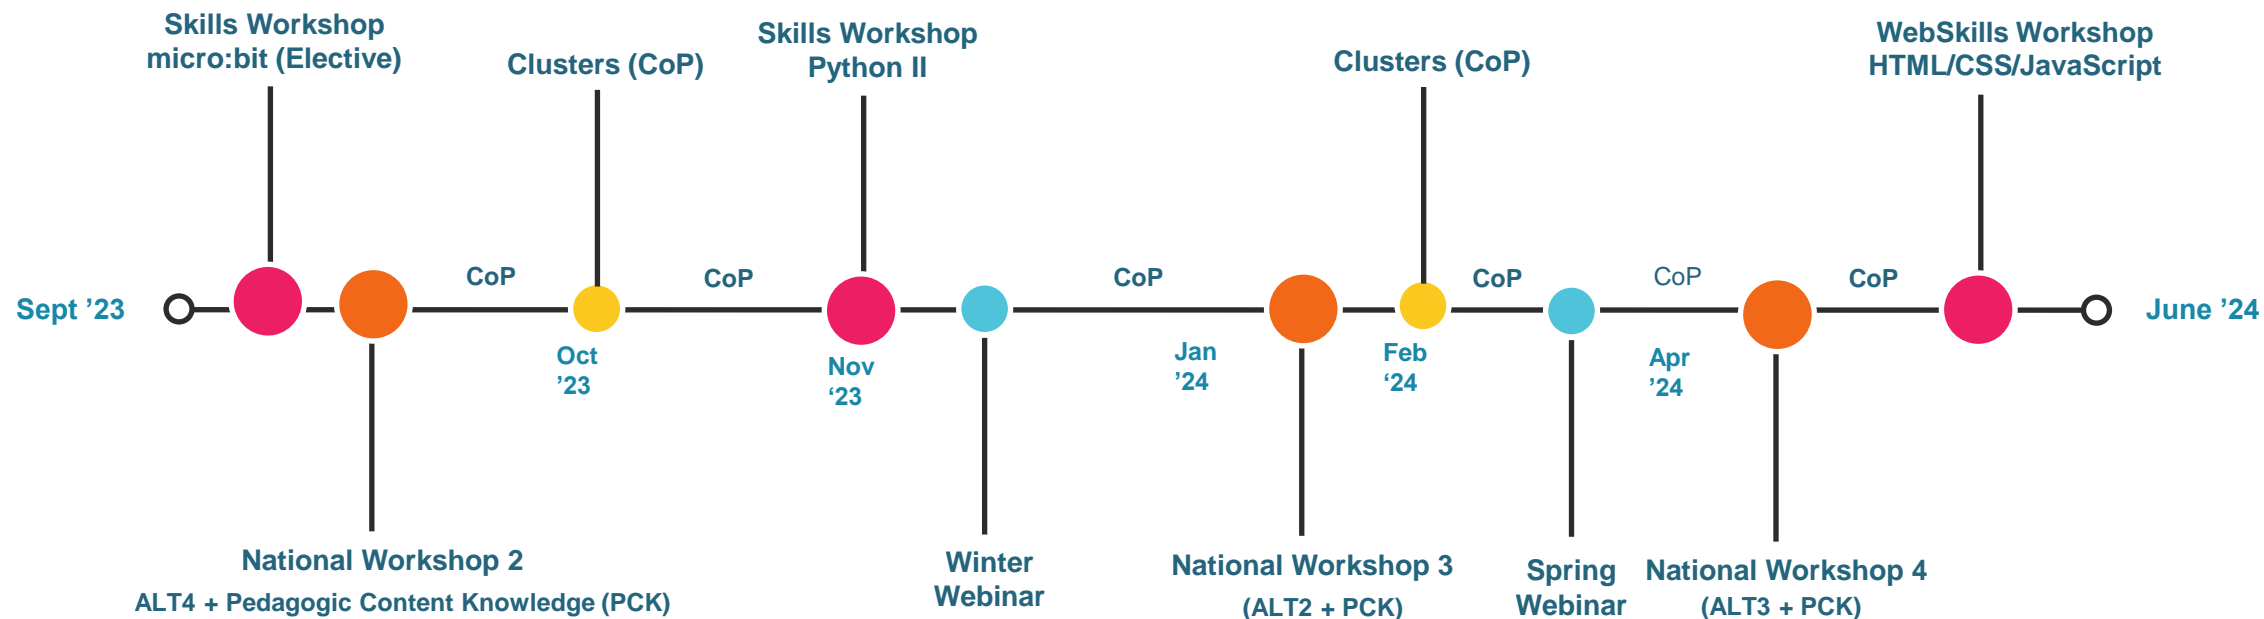 Skills Workshop
micro:bit (Elective)
Clusters (CoP)
Skills Workshop
Python II
Clusters (CoP)
WebSkills Workshop
HTML/CSS/JavaScript
Sept ’23
CoP
CoP
CoP
CoP
CoP
CoP
June ’24
Oct
’23
Nov
‘23
Jan
’24
Feb
‘24
Apr
’24
National Workshop 2
ALT4 + Pedagogic Content Knowledge (PCK)
Winter
Webinar
National Workshop 3
(ALT2 + PCK)
Spring
Webinar
National Workshop 4
(ALT3 + PCK)